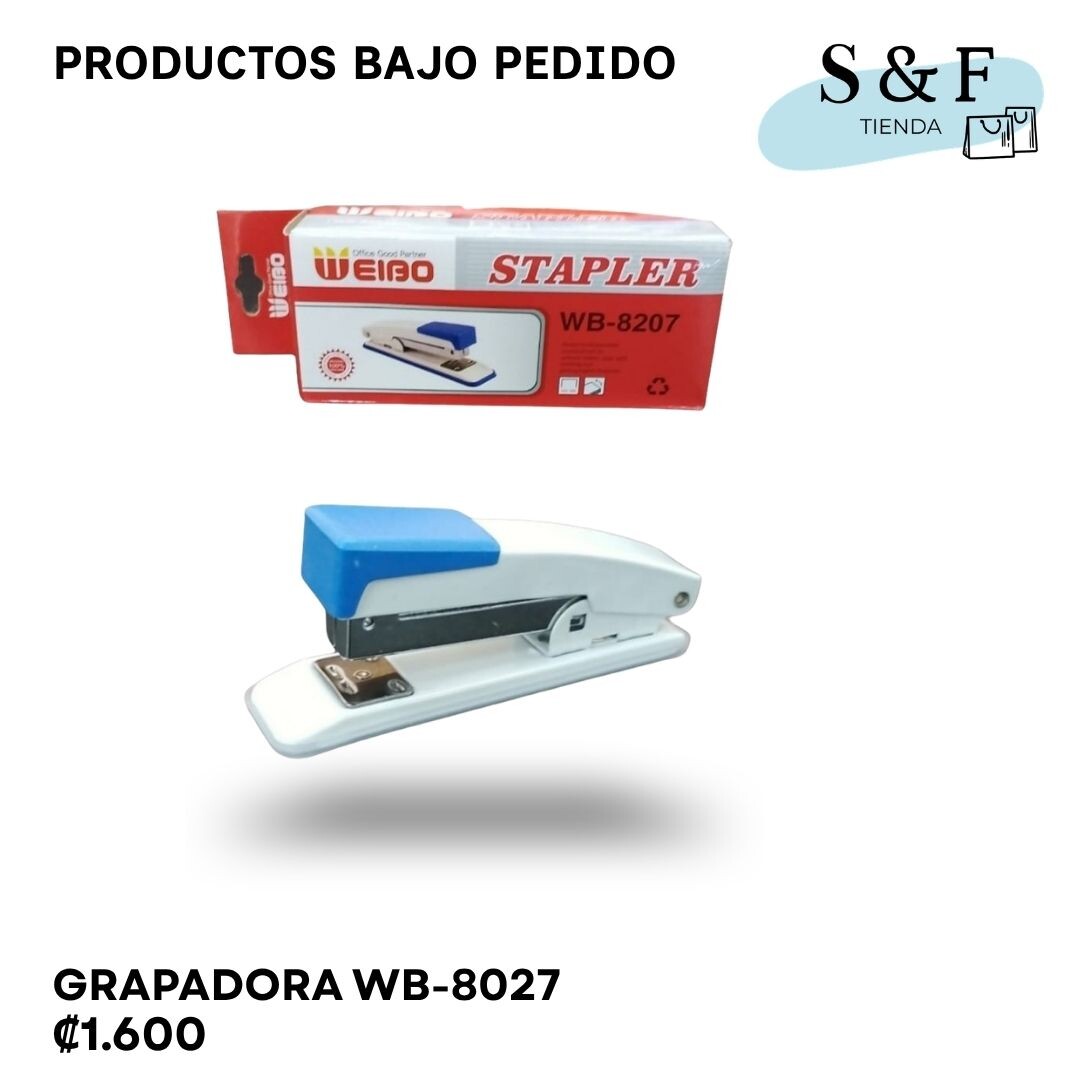 PRODUCTOS BAJO PEDIDO
S & F
TIENDA
WEIBO
Office Good Partner
WEIBO
STAPLER
WB-8207
GRAPADORA WB-8027
₡1.600